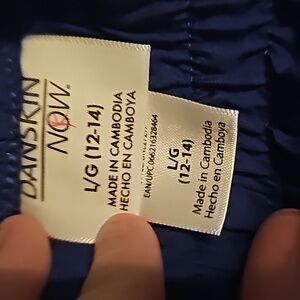 DANSKIN
NOW.
L/G (12-14)
MADE IN CAMBODIA
HECHO EN CAMBOYA
L/G
(12-14)
Made in Cambodia
Hecho en Camboya